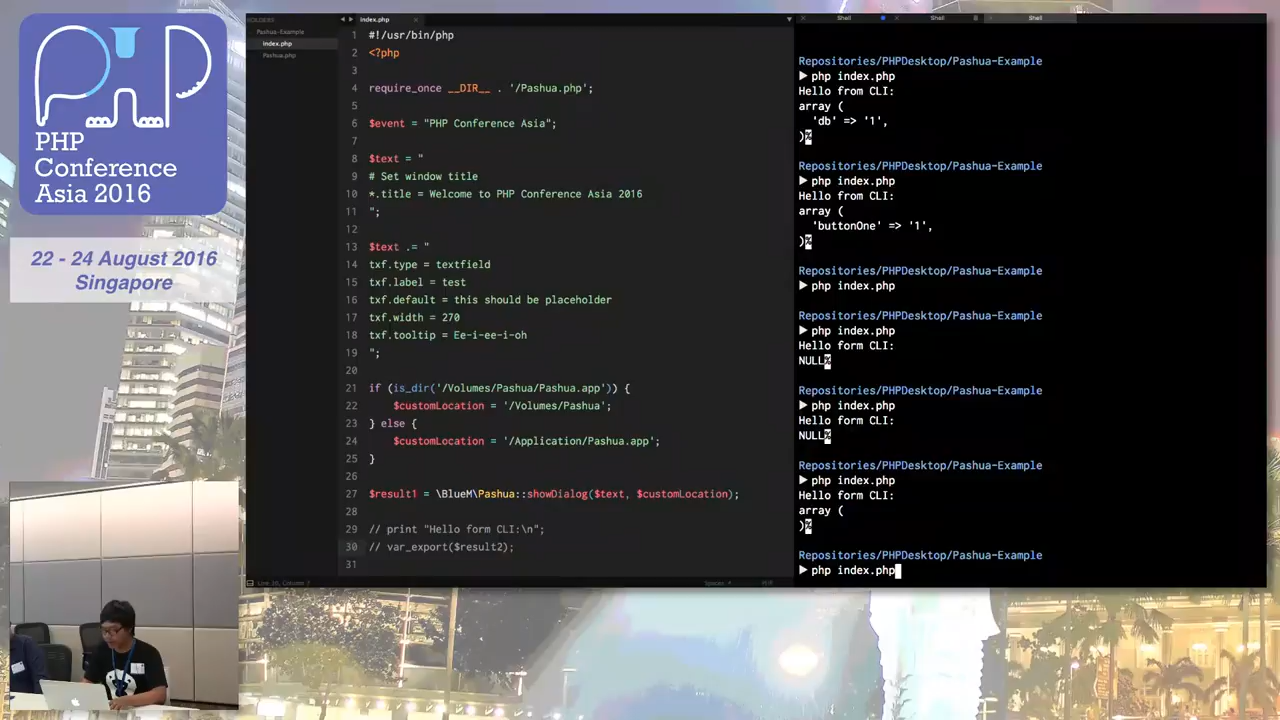 PHP
Conference
Asia 2016
22 - 24 August 2016
Singapore
FOLDERS
Pashua-Example
index.php
Pashua.php
index.php
1 #!/usr/bin/php
2 <?php
3
4 require_once __DIR__ . '/Pashua.php';
5
6 $event = "PHP Conference Asia";
7
8 $text = "
9 # Set window title
10 *.title = Welcome to PHP Conference Asia 2016
11 ";
12
13 $text .= "
14 txf.type = textfield
15 txf.label = test
16 txf.default = this should be placeholder
17 txf.width = 270
18 txf.tooltip = Ee-i-ee-i-oh
19 ";
20
21 if (is_dir('/Volumes/Pashua/Pashua.app')) {
22 $customLocation = '/Volumes/Pashua';
23 } else {
24 $customLocation = '/Application/Pashua.app';
25 }
26
27 $result1 = \BlueM\Pashua::showDialog($text, $customLocation);
28
29 // print "Hello form CLI:\n";
30 // var_export($result2);
31
Shell
Shell
Shell
Repositories/PHPDesktop/Pashua-Example
▶ php index.php
Hello from CLI:
array (
'db' => '1',
)%
Repositories/PHPDesktop/Pashua-Example
▶ php index.php
Hello from CLI:
array (
'buttonOne' => '1',
)%
Repositories/PHPDesktop/Pashua-Example
▶ php index.php
Repositories/PHPDesktop/Pashua-Example
▶ php index.php
Hello form CLI:
NULL%
Repositories/PHPDesktop/Pashua-Example
▶ php index.php
Hello form CLI:
NULL%
Repositories/PHPDesktop/Pashua-Example
▶ php index.php
Hello form CLI:
array (
)%
Repositories/PHPDesktop/Pashua-Example
▶ php index.php